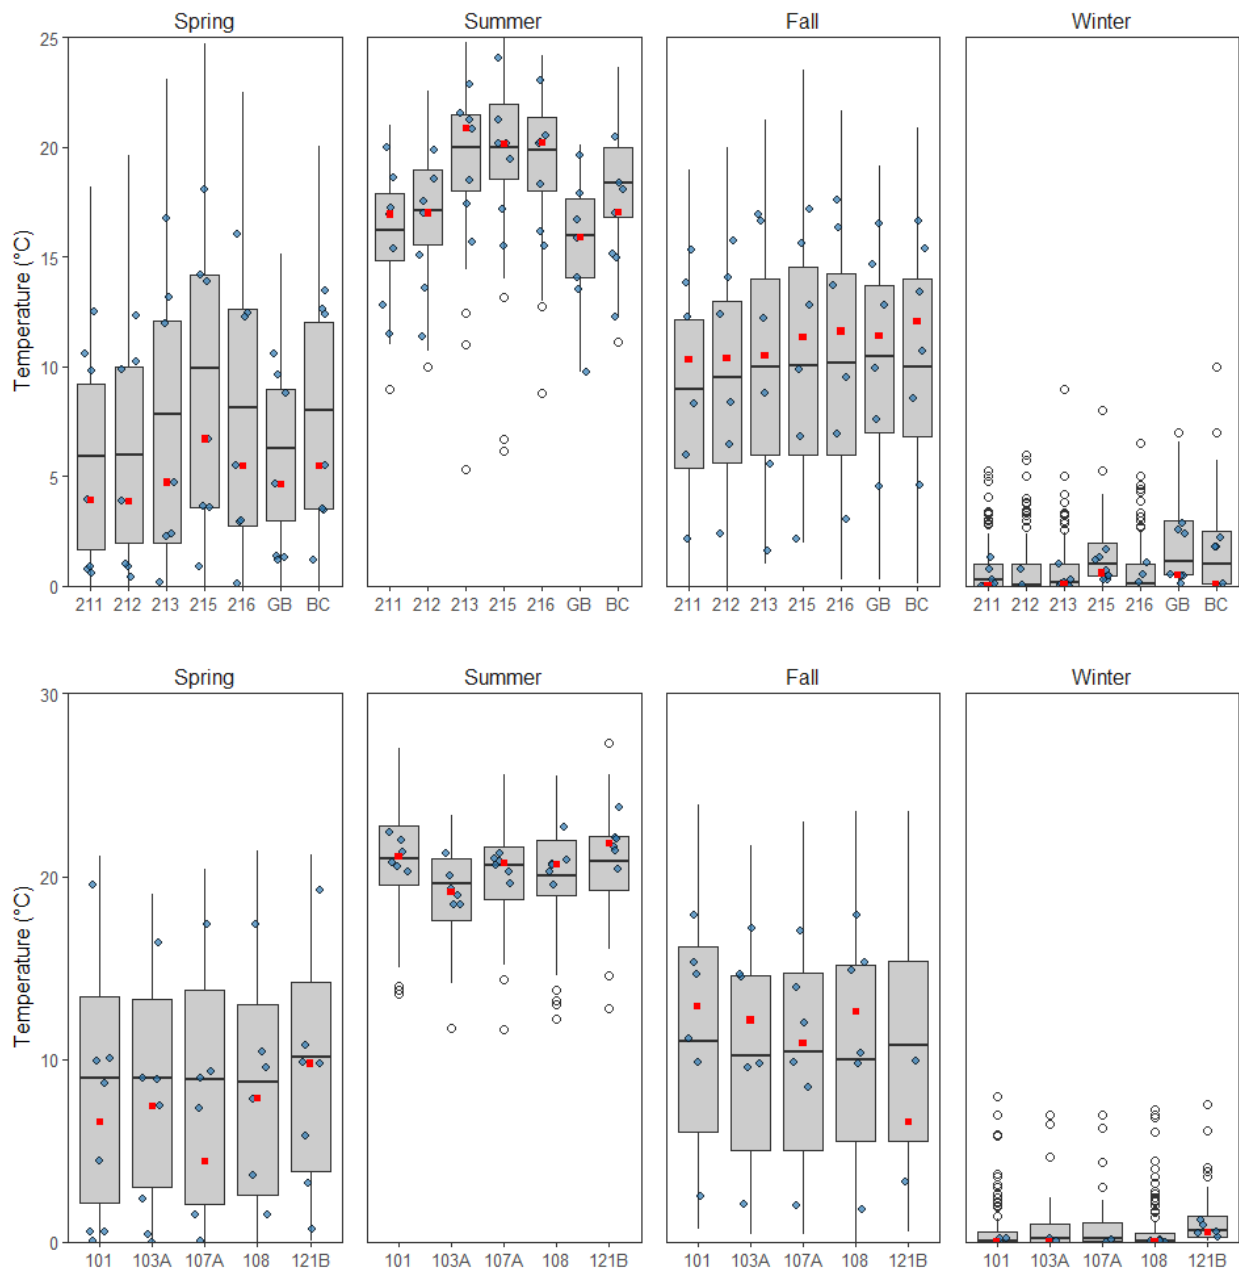 Spring Summer Fall Winter
25
20
15
10
5
0
Temperature (°C)
211 212 213 215 216 GB BC 211 212 213 215 216 GB BC 211 212 213 215 216 GB BC 211 212 213 215 216 GB BC
Spring Summer Fall Winter
30
20
10
0
Temperature (°C)
101 103A 107A 108 121B 101 103A 107A 108 121B 101 103A 107A 108 121B 101 103A 107A 108 121B